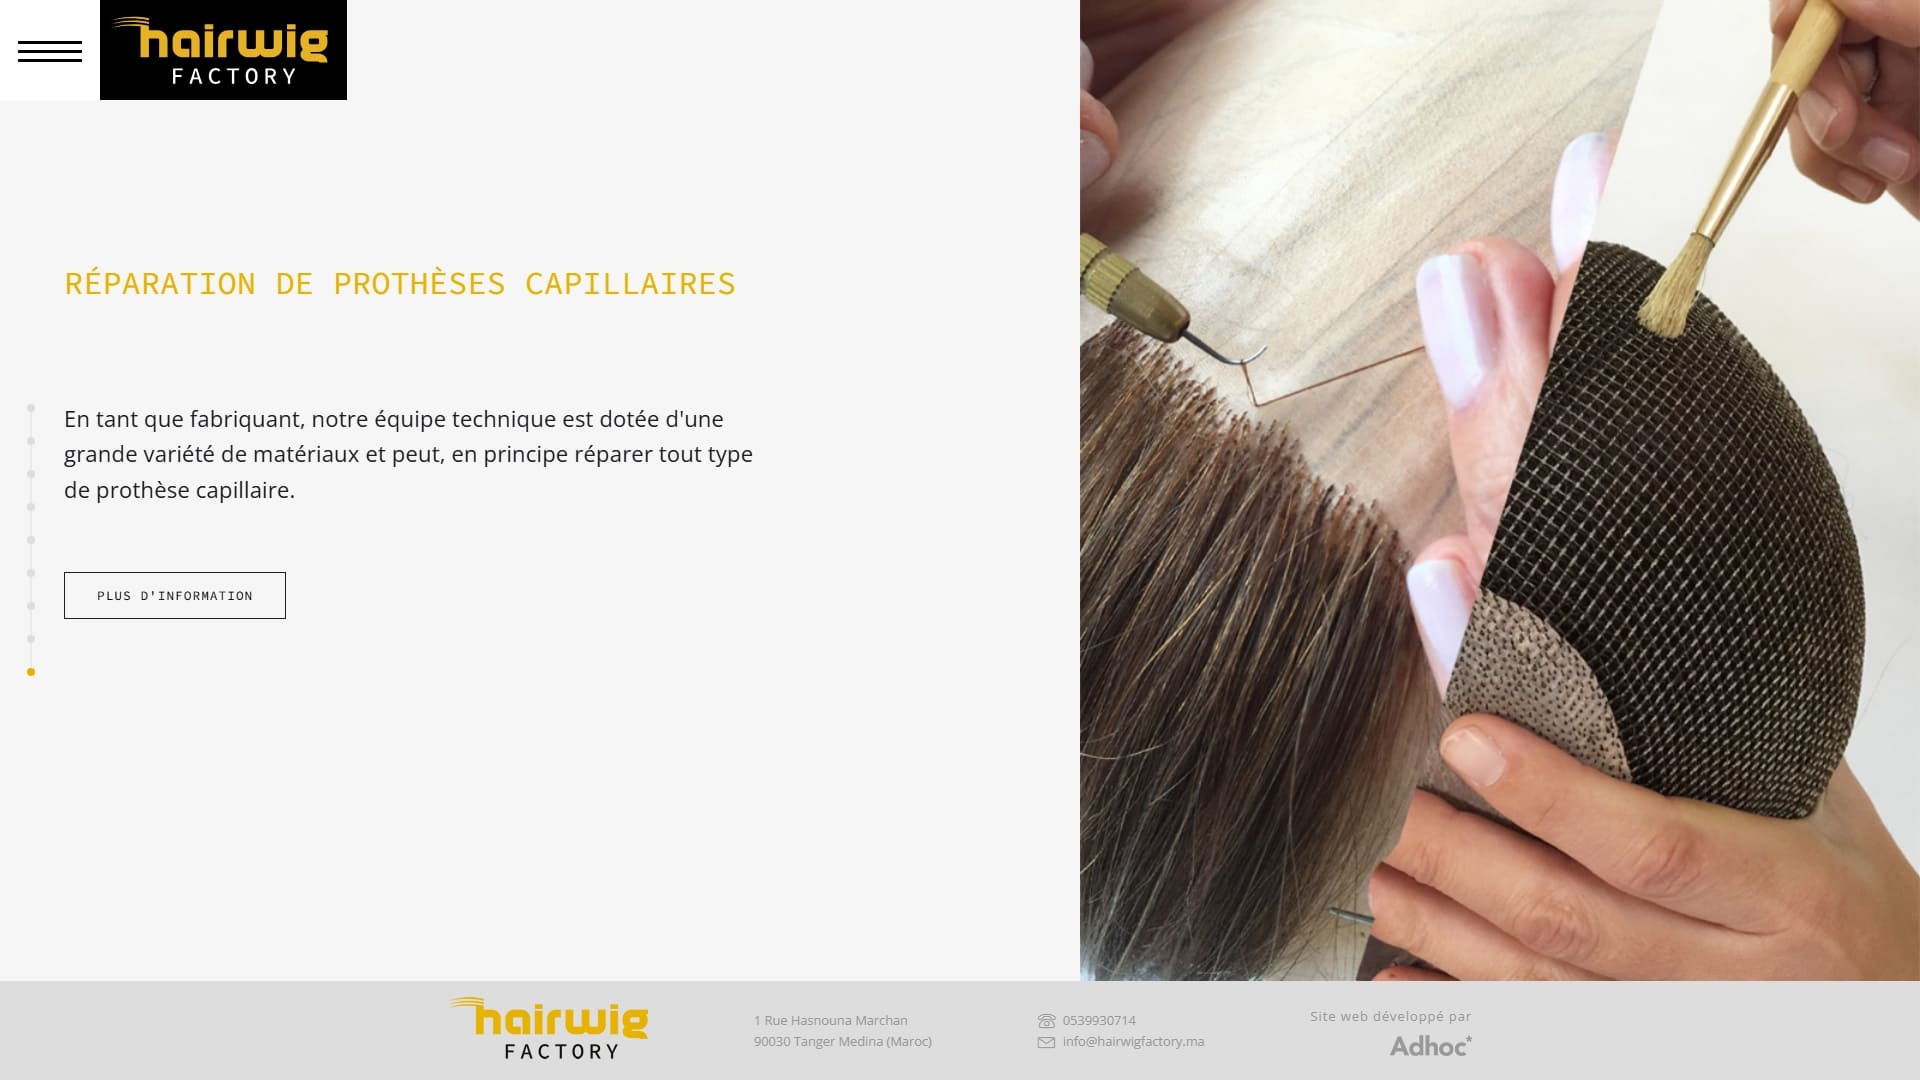 hairwig
FACTORY
RÉPARATION DE PROTHÈSES CAPILLAIRES
En tant que fabriquant, notre équipe technique est dotée d'une
grande variété de matériaux et peut, en principe réparer tout type
de prothèse capillaire.
PLUS D'INFORMATION
hairwig
FACTORY
1 Rue Hasnouna Marchan
90030 Tanger Medina (Maroc)
0539930714
info@hairwigfactory.ma
Site web développé par
Adhoc*